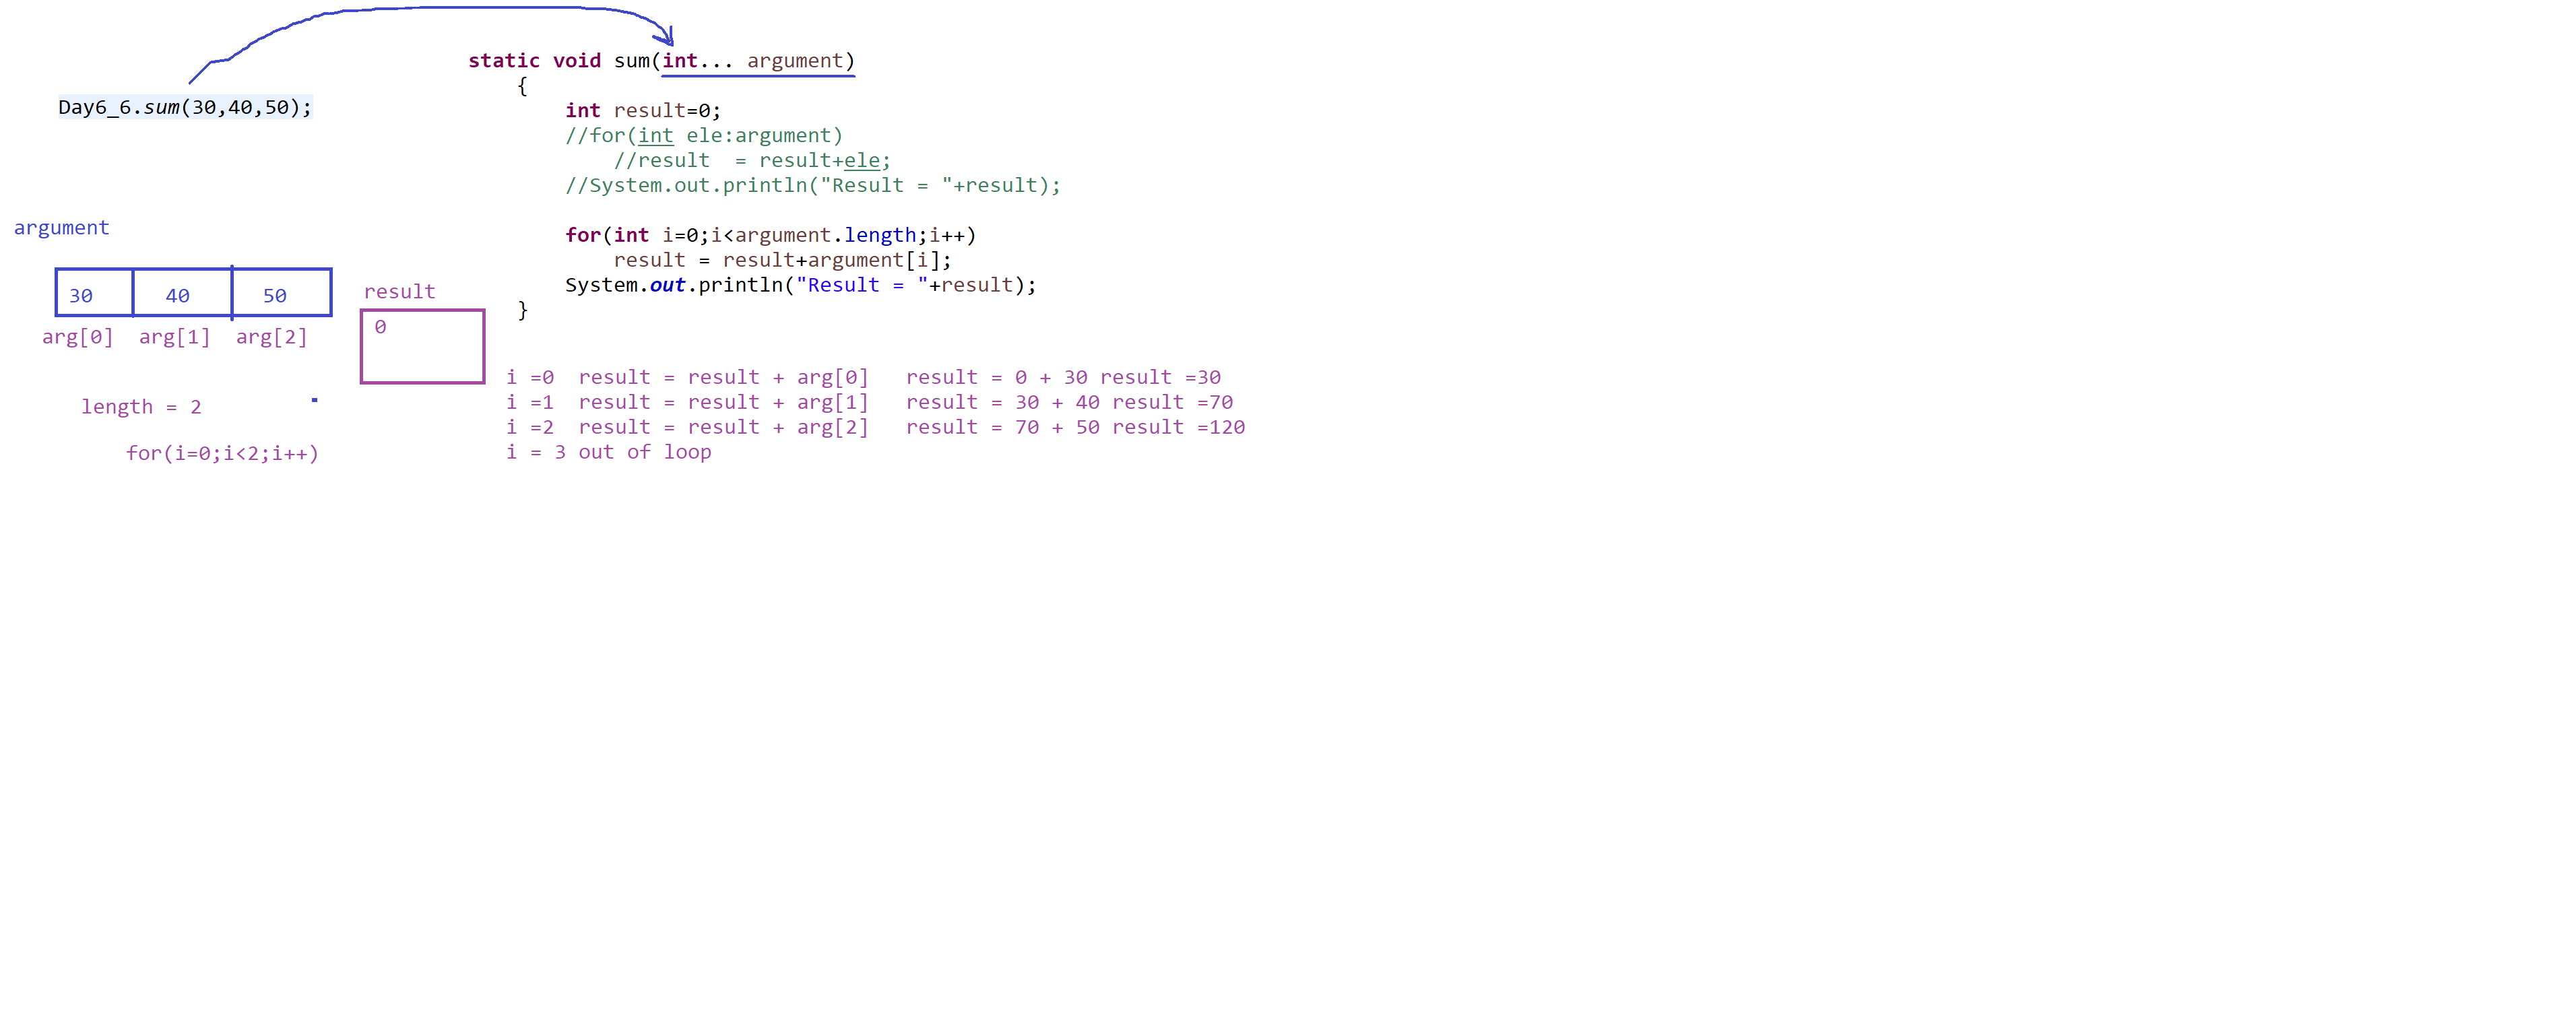 Day6_6.sum(30,40,50);
static void sum(int... argument)
{
int result=0;
//for(int ele:argument)
//result  = result+ele;
//System.out.println("Result = "+result);
for(int i=0;i<argument.length;i++)
result = result+argument[i];
System.out.println("Result = "+result);
}
argument
30 40 50
arg[0] arg[1] arg[2]
result
0
length = 2
for(i=0;i<2;i++)
i =0  result = result + arg[0]   result = 0 + 30 result =30
i =1  result = result + arg[1]   result = 30 + 40 result =70
i =2  result = result + arg[2]   result = 70 + 50 result =120
i = 3 out of loop